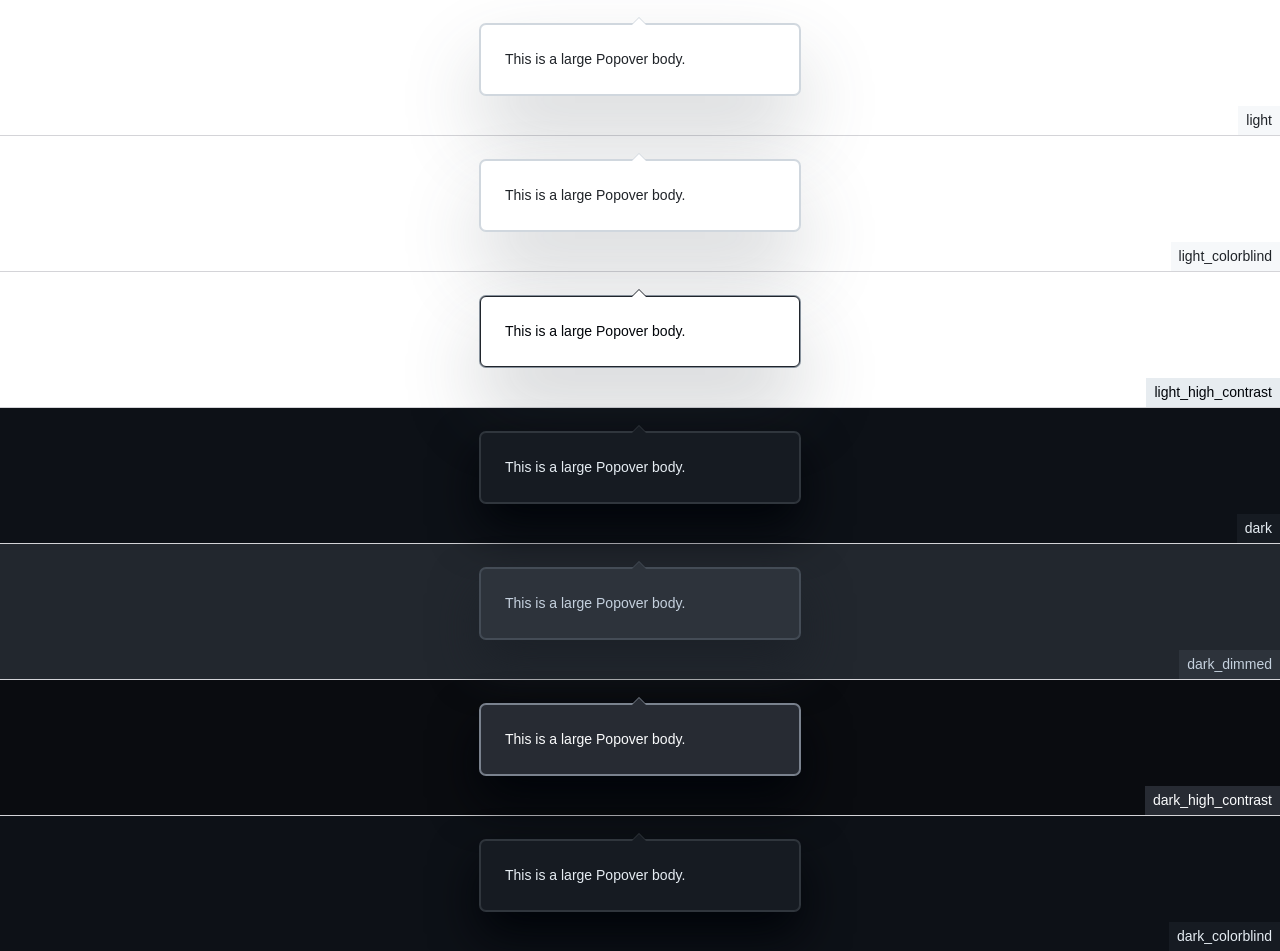 This is a large Popover body.
light
This is a large Popover body.
light_colorblind
This is a large Popover body.
light_high_contrast
This is a large Popover body.
dark
This is a large Popover body.
dark_dimmed
This is a large Popover body.
dark_high_contrast
This is a large Popover body.
dark_colorblind